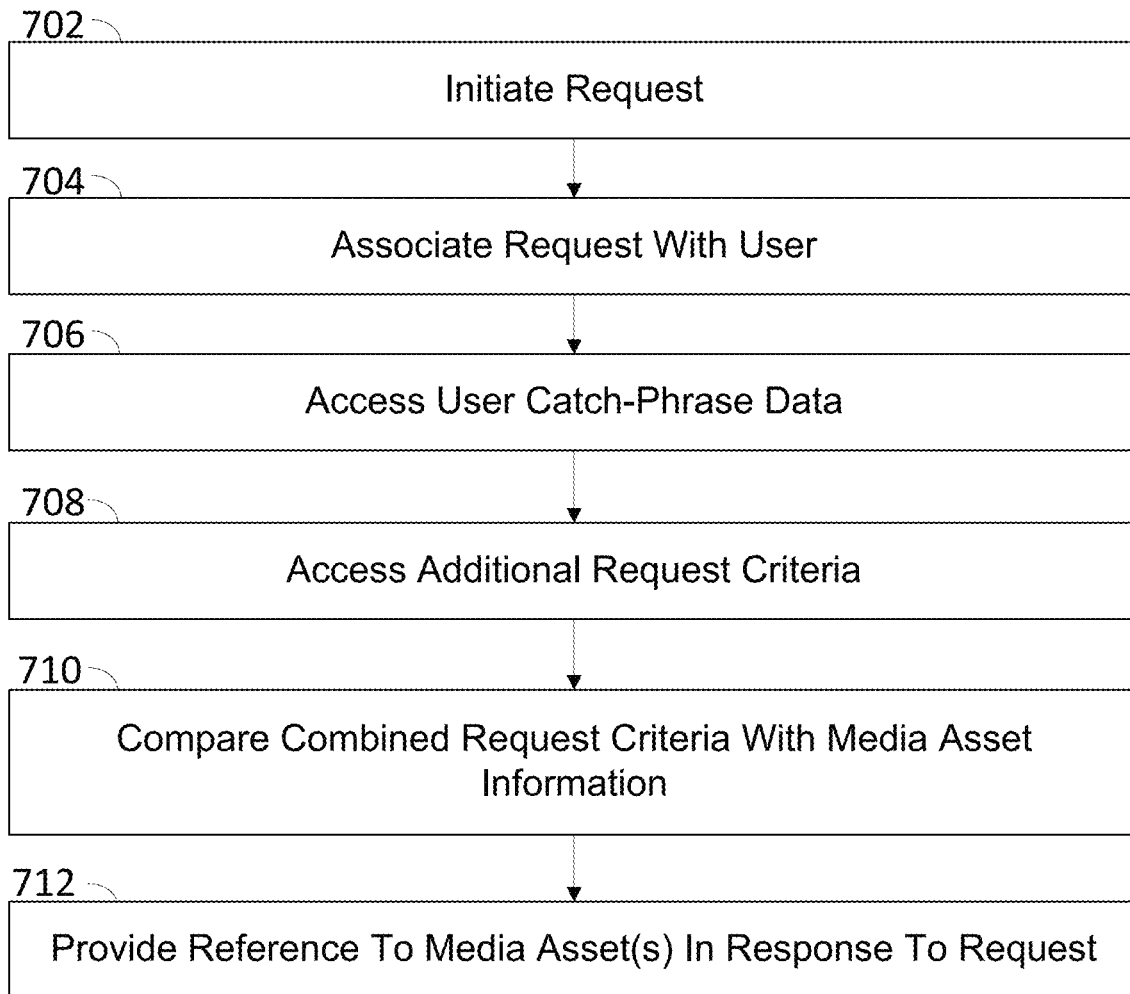 702
Initiate Request
704
Associate Request With User
706
Access User Catch-Phrase Data
708
Access Additional Request Criteria
710
Compare Combined Request Criteria With Media Asset
Information
712
Provide Reference To Media Asset(s) In Response To Request